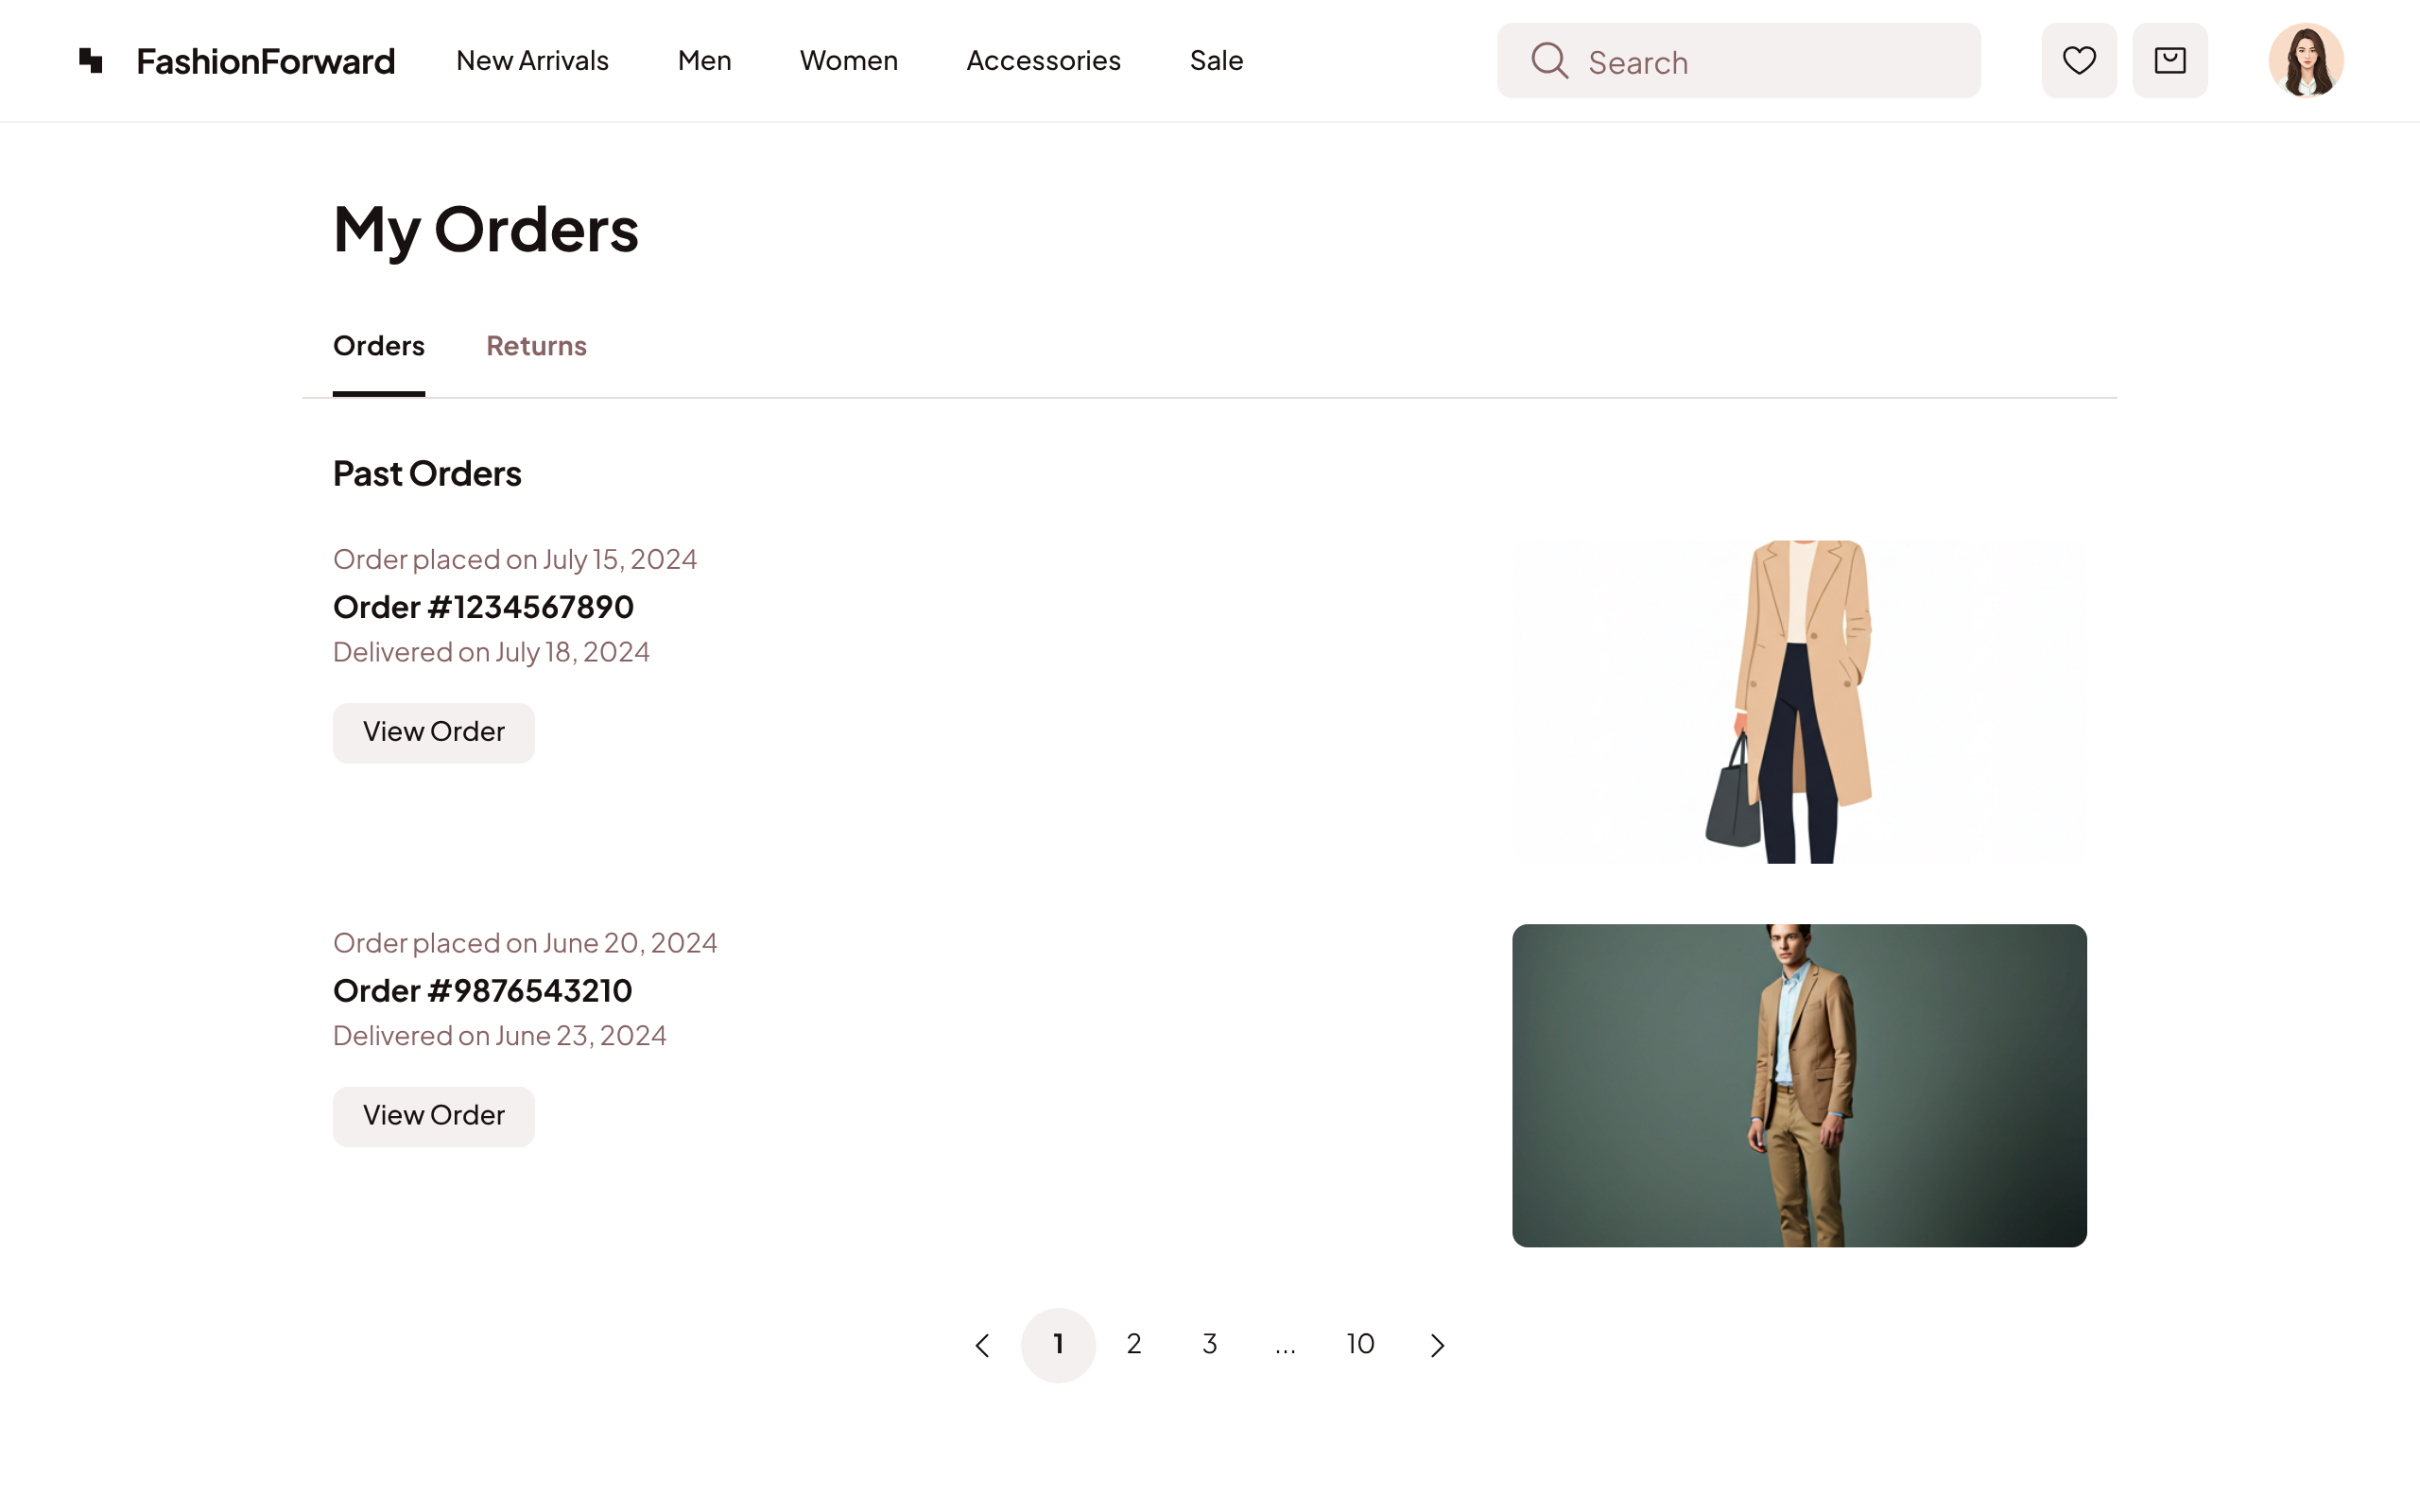 FashionForward
New Arrivals
Men
Women
Accessories
Sale
Search
My Orders
Orders
Returns
Past Orders
Order placed on July 15, 2024
Order #1234567890
Delivered on July 18, 2024
View Order
Order placed on June 20, 2024
Order #9876543210
Delivered on June 23, 2024
View Order
1 2 3 ... 10